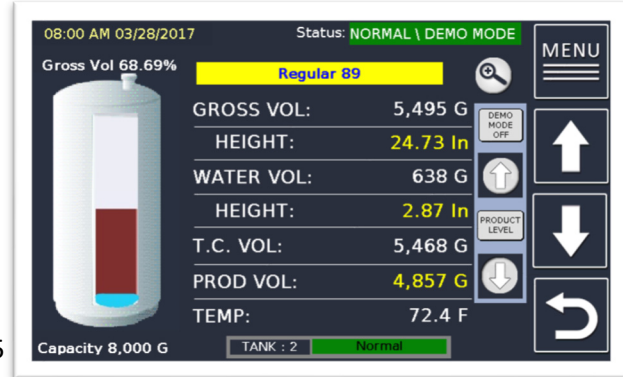 08:00 AM 03/28/2017
Status: NORMAL \ DEMO MODE
MENU
Gross Vol 68.69%
Regular 89
GROSS VOL: 5,495 G
DEMO
MODE
OFF
HEIGHT: 24.73 In
WATER VOL: 638 G
HEIGHT: 2.87 In
PRODUCT
LEVEL
T.C. VOL: 5,468 G
PROD VOL: 4,857 G
TEMP: 72.4 F
Capacity 8,000 G
TANK : 2 Normal